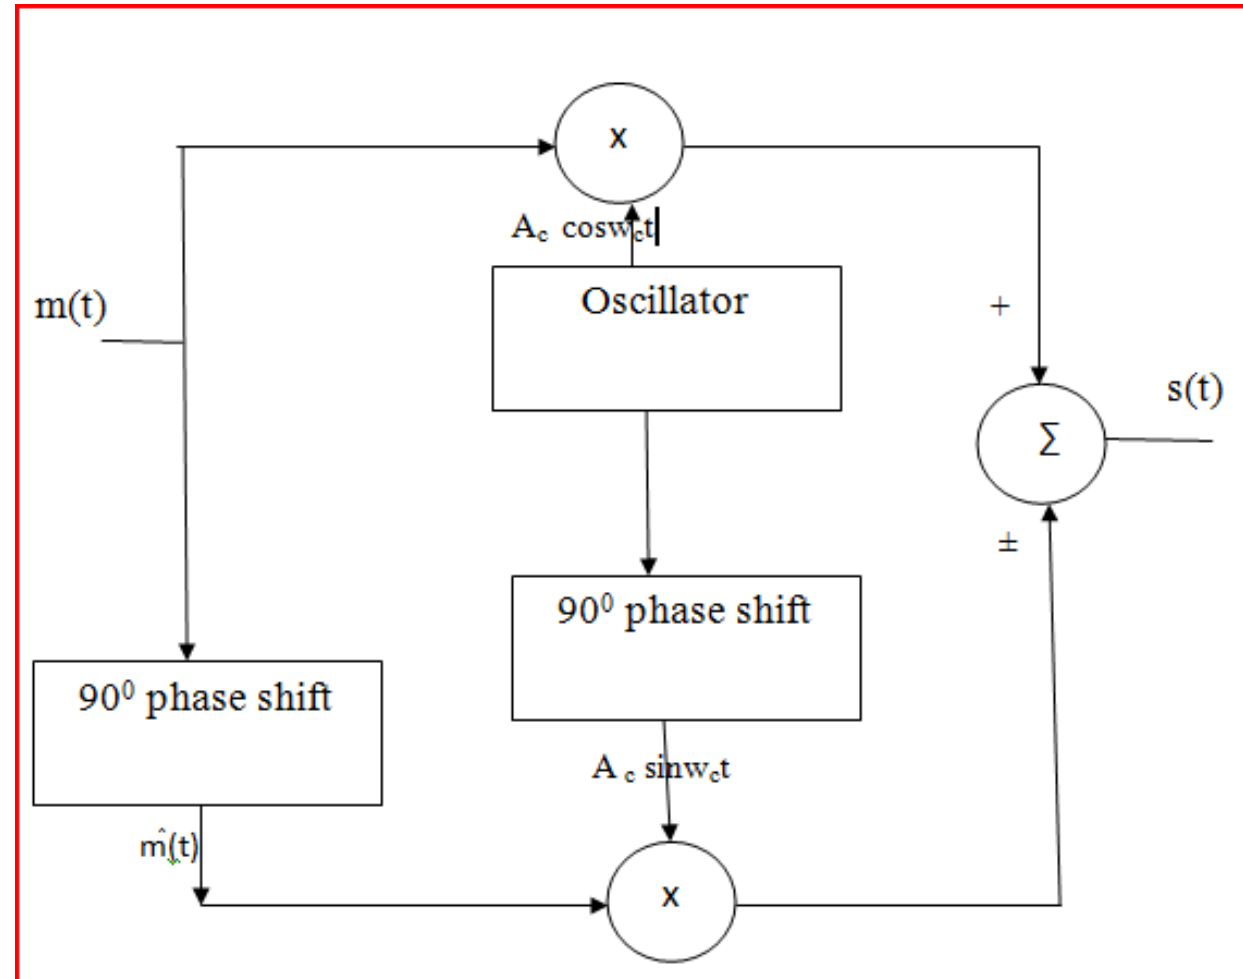 x
A꜀ cosw꜀t
Oscillator
m(t)
+
s(t)
Σ
±
90⁰ phase shift
90⁰ phase shift
A ꜀ sinw꜀t
m̂(t)
x